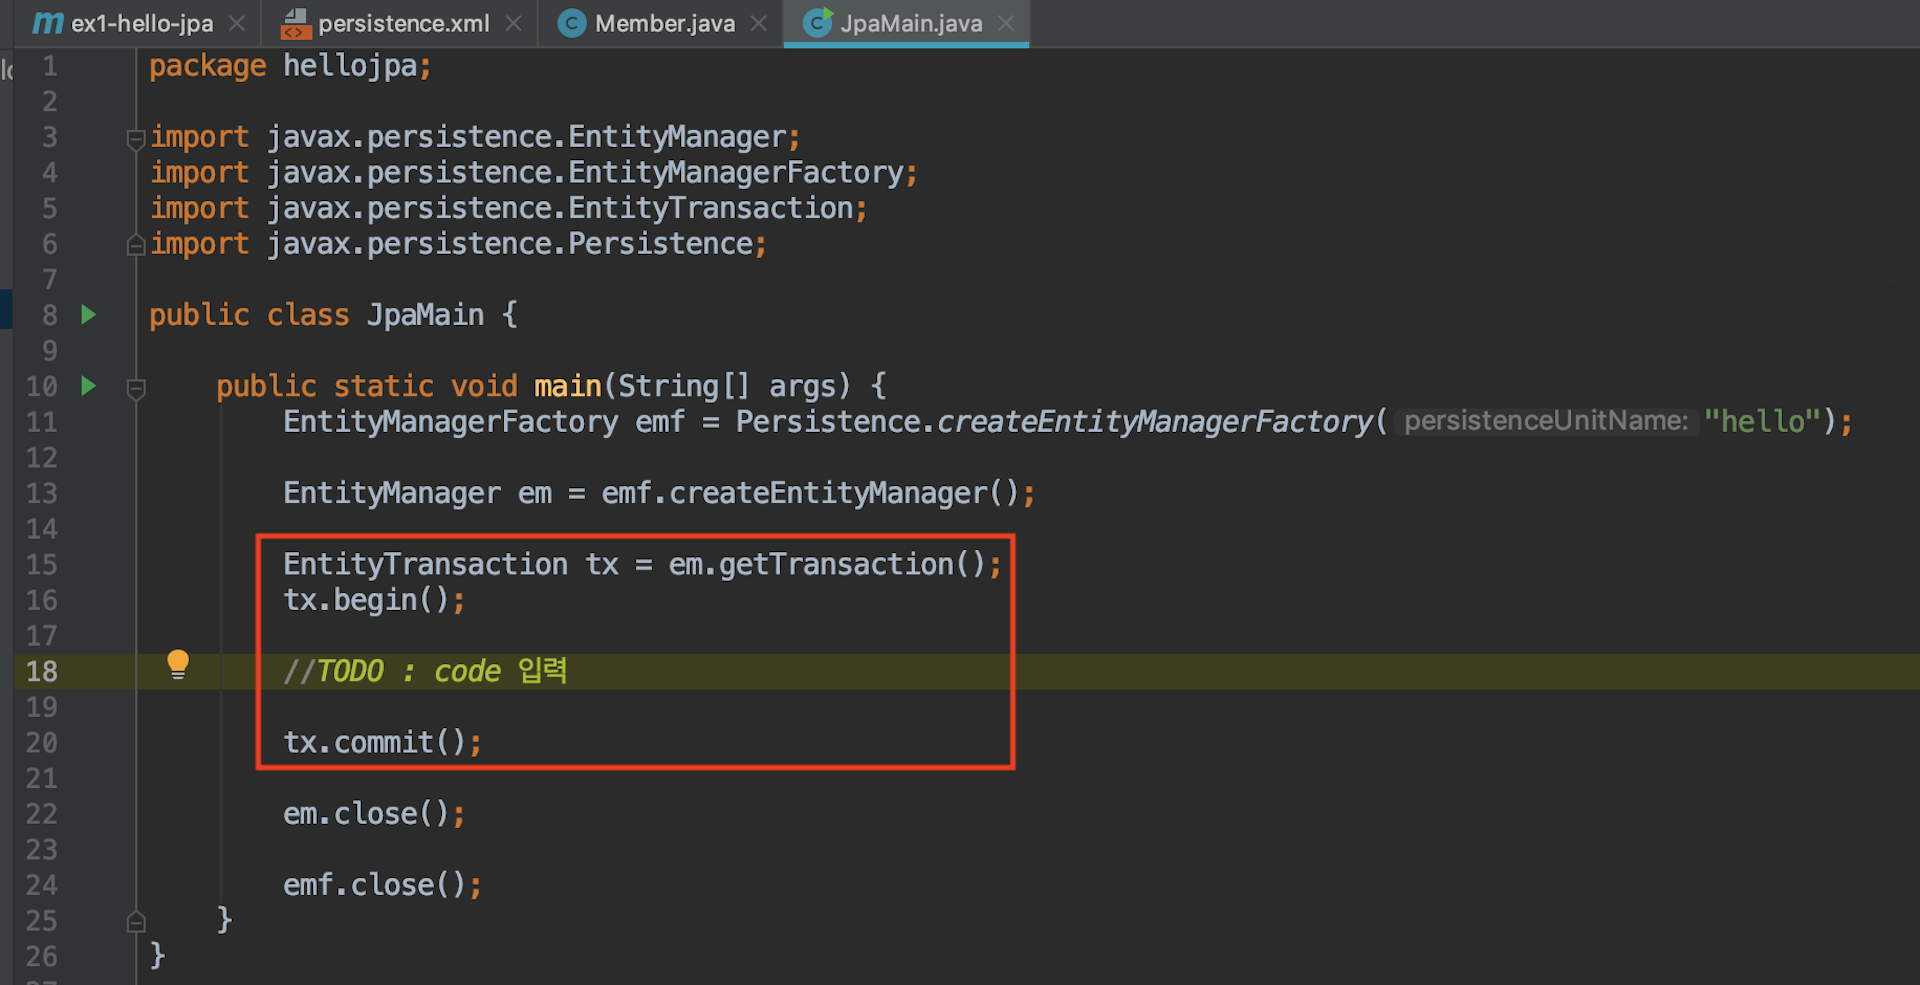 ex1-hello-jpa persistence.xml Member.java JpaMain.java
1 package hellojpa;
2
3 import javax.persistence.EntityManager;
4 import javax.persistence.EntityManagerFactory;
5 import javax.persistence.EntityTransaction;
6 import javax.persistence.Persistence;
7
8 public class JpaMain {
9
10 public static void main(String[] args) {
11 EntityManagerFactory emf = Persistence.createEntityManagerFactory( persistenceUnitName: "hello");
12
13 EntityManager em = emf.createEntityManager();
14
15 EntityTransaction tx = em.getTransaction();
16 tx.begin();
17
18 //TODO : code 입력
19
20 tx.commit();
21
22 em.close();
23
24 emf.close();
25 }
26 }